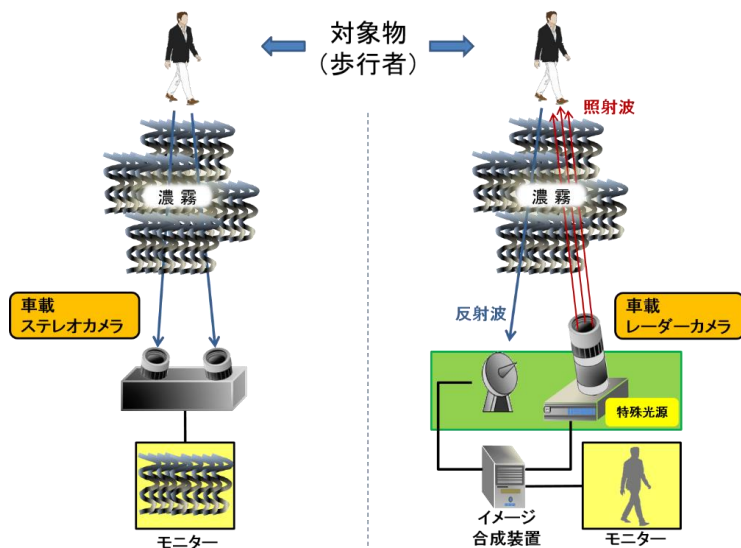 対象物
（歩行者）
照射波
濃霧
濃霧
車載
ステレオカメラ
反射波
車載
レーダーカメラ
特殊光源
モニター
イメージ
合成装置
モニター